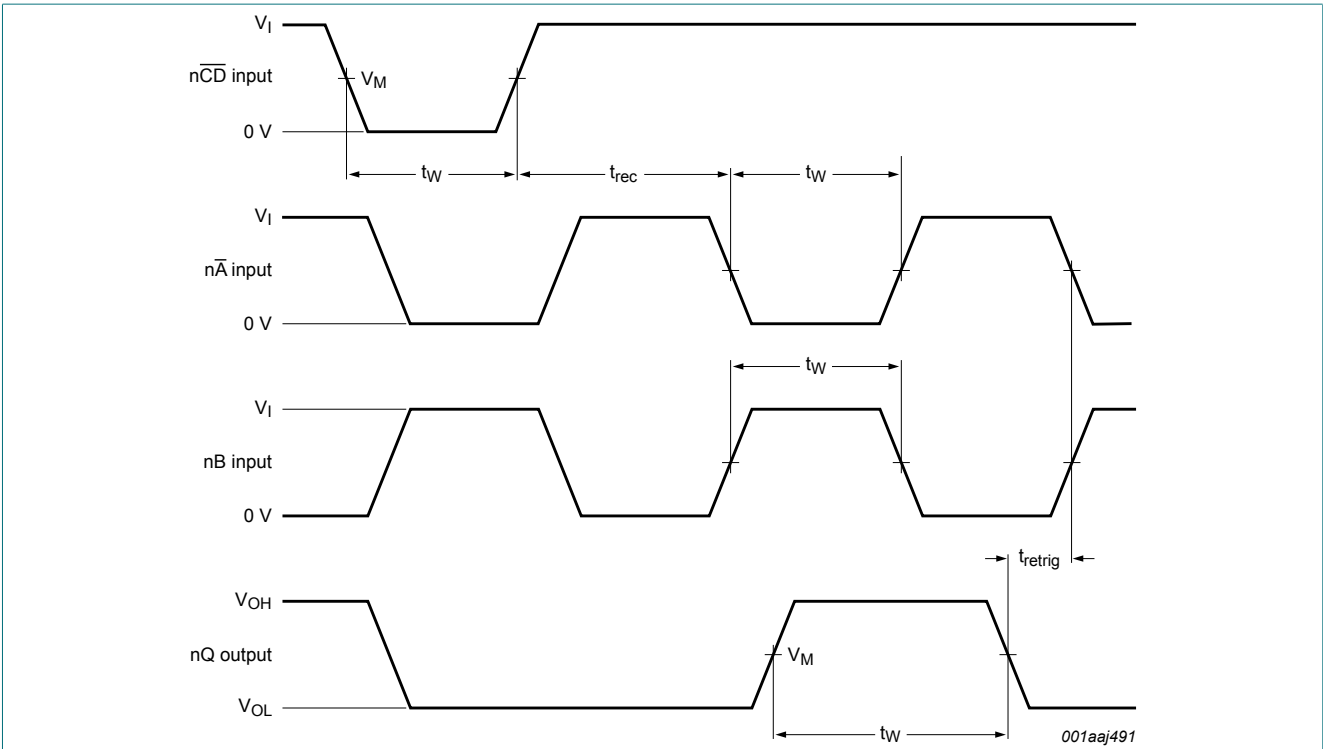 VI
nCD input
VM
0 V
tW
trec
tW
VI
nA input
0 V
tW
VI
nB input
0 V
tretrig
VOH
nQ output
VM
VOL
tW
001aaj491